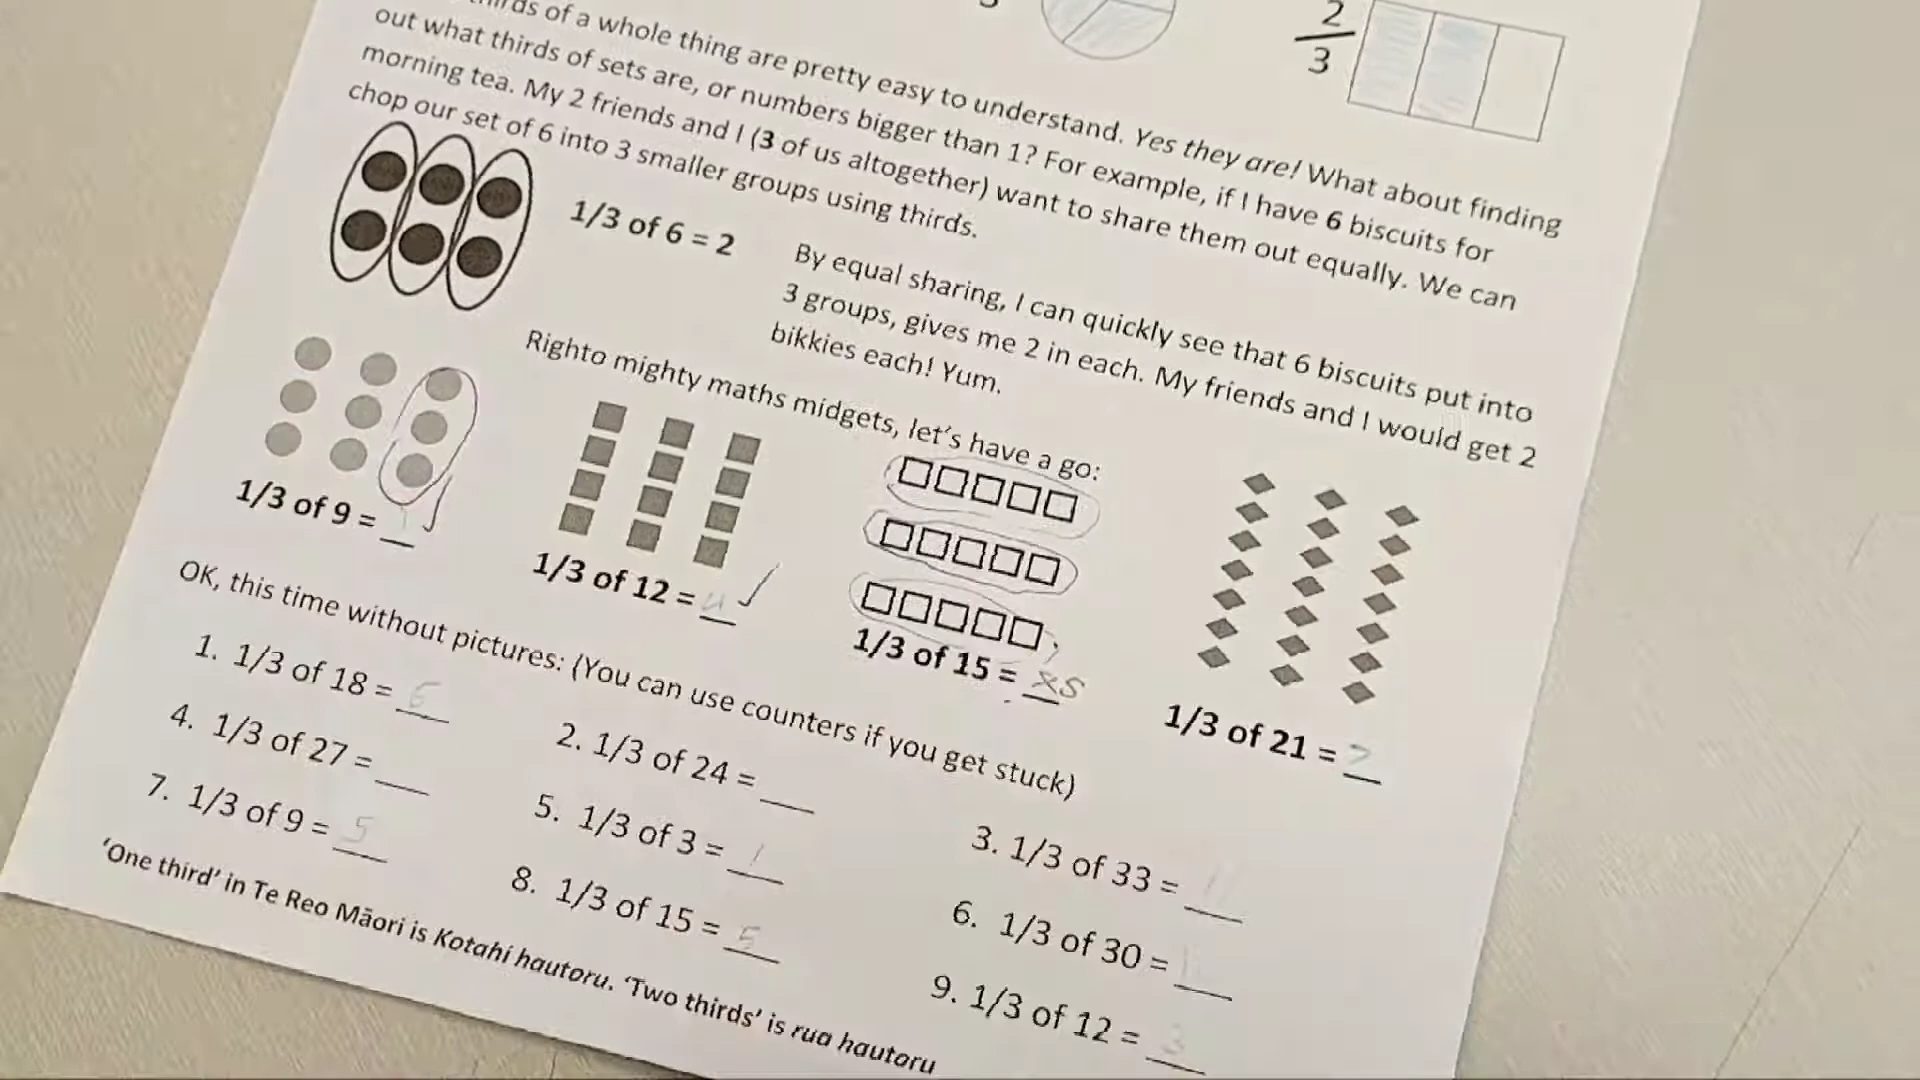 2
3
of a whole thing are pretty easy to understand. Yes they are! What about finding
out what thirds of sets are, or numbers bigger than 1? For example, if I have 6 biscuits for
morning tea. My 2 friends and I (3 of us altogether) want to share them out equally. We can
chop our set of 6 into 3 smaller groups using thirds.
1/3 of 6 = 2
By equal sharing, I can quickly see that 6 biscuits put into
3 groups, gives me 2 in each. My friends and I would get 2
bikkies each! Yum.
Righto mighty maths midgets, let's have a go:
1/3 of 9 = __
1/3 of 12 = 4
1/3 of 15 = 5
1/3 of 21 = 7
OK, this time without pictures: (You can use counters if you get stuck)
1. 1/3 of 18 = 6
2. 1/3 of 24 = __
3. 1/3 of 33 = 11
4. 1/3 of 27 = __
5. 1/3 of 3 = 1
6. 1/3 of 30 = __
7. 1/3 of 9 = 5
8. 1/3 of 15 = 5
9. 1/3 of 12 = 3
'One third' in Te Reo Māori is Kotahi hautoru. 'Two thirds' is rua hautoru